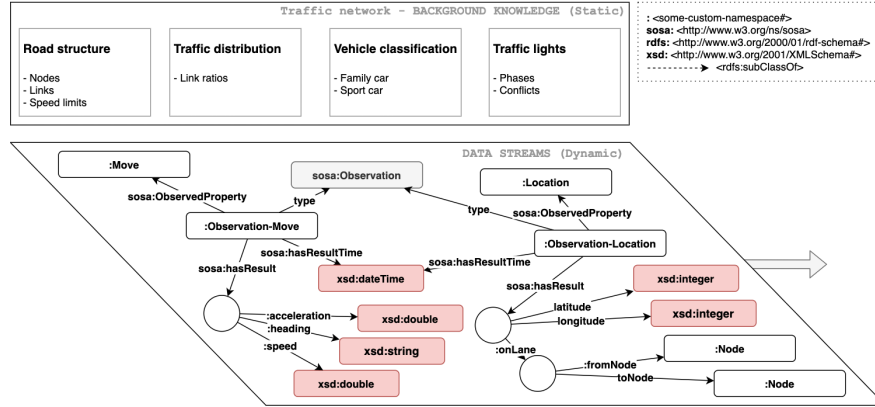 Traffic network - BACKGROUND KNOWLEDGE (Static)
Road structure
- Nodes
- Links
- Speed limits
Traffic distribution
- Link ratios
Vehicle classification
- Family car
- Sport car
Traffic lights
- Phases
- Conflicts
: <some-custom-namespace#>
sosa: <http://www.w3.org/ns/sosa>
rdfs: <http://www.w3.org/2000/01/rdf-schema#>
xsd: <http://www.w3.org/2001/XMLSchema#>
<rdfs:subClassOf>
DATA STREAMS (Dynamic)
:Move
sosa:Observation
:Location
sosa:ObservedProperty
type
type
sosa:ObservedProperty
:Observation-Move
:Observation-Location
sosa:hasResultTime
sosa:hasResultTime
sosa:hasResult
xsd:dateTime
sosa:hasResult
xsd:integer
latitude
longitude
xsd:integer
:acceleration
xsd:double
:heading
:speed
xsd:string
xsd:double
:onLane
:fromNode
:Node
toNode
:Node